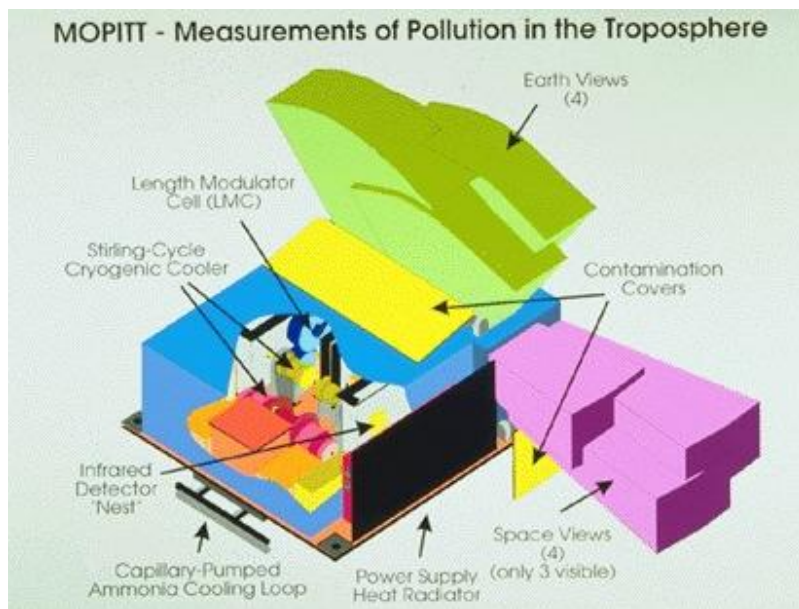 MOPITT - Measurements of Pollution in the Troposphere
Earth Views
(4)
Length Modulator
Cell (LMC)
Stirling-Cycle
Cryogenic Cooler
Contamination
Covers
Infrared
Detector
'Nest'
Capillary-Pumped
Ammonia Cooling Loop
Power Supply
Heat Radiator
Space Views
(4)
(only 3 visible)